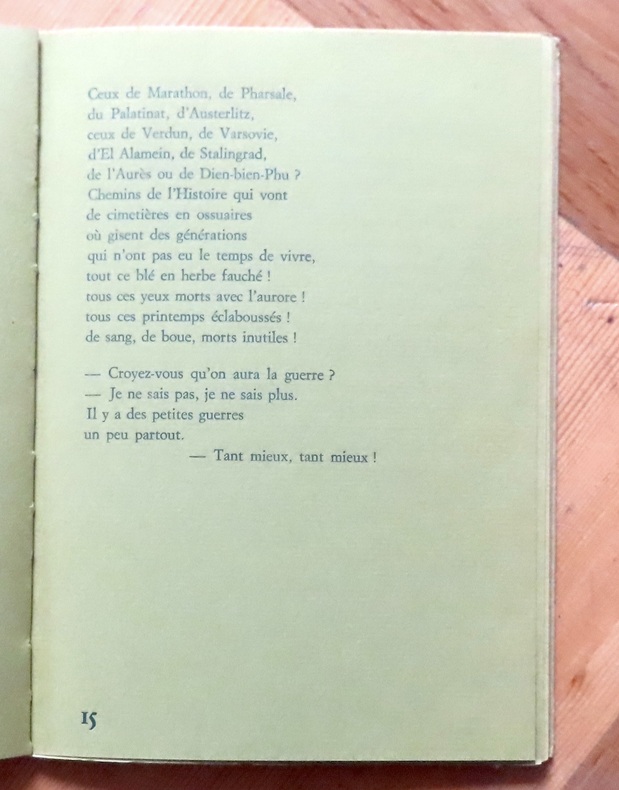 Ceux de Marathon, de Pharsale,
du Palatinat, d'Austerlitz,
ceux de Verdun, de Varsovie,
d'El Alamein, de Stalingrad,
de l'Aurès ou de Dien-bien-Phu ?
Chemins de l'Histoire qui vont
de cimetières en ossuaires
où gisent des générations
qui n'ont pas eu le temps de vivre,
tout ce blé en herbe fauché !
tous ces yeux morts avec l'aurore !
tous ces printemps éclaboussés !
de sang, de boue, morts inutiles !
— Croyez-vous qu'on aura la guerre ?
— Je ne sais pas, je ne sais plus.
Il y a des petites guerres
un peu partout.
— Tant mieux, tant mieux !
15